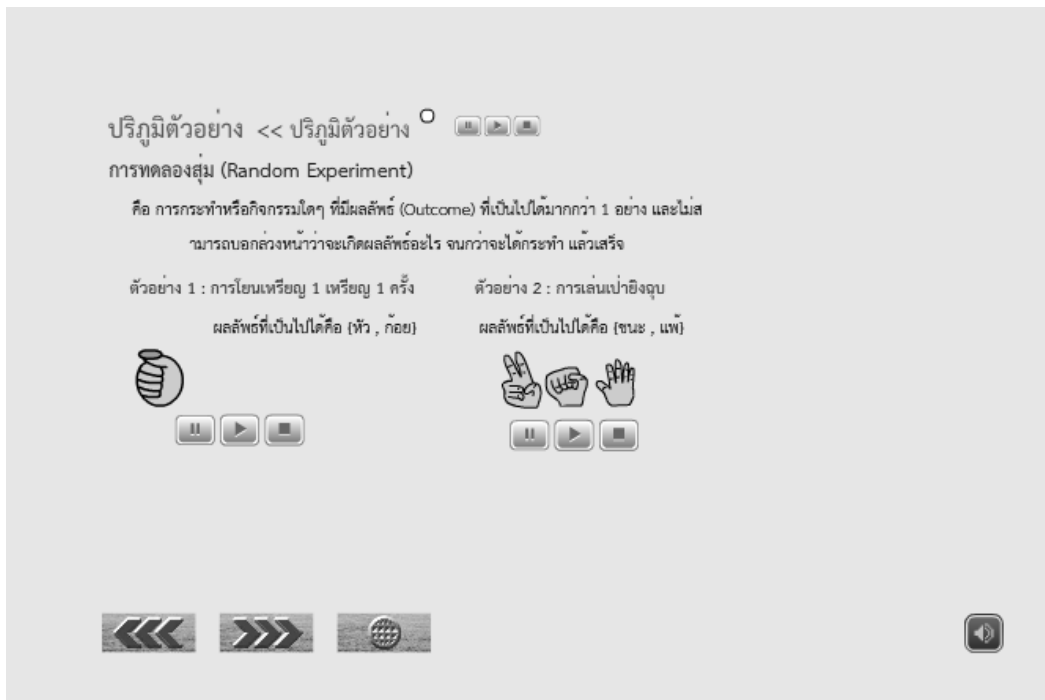 ปริภูมิตัวอย่าง << ปริภูมิตัวอย่าง
การทดลองสุ่ม (Random Experiment)
คือ การกระทำหรือกิจกรรมใดๆ ที่มีผลลัพธ์ (Outcome) ที่เป็นไปได้มากกว่า 1 อย่าง และไม่ส
ามารถบอกล่วงหน้าว่าจะเกิดผลลัพธ์อะไร จนกว่าจะได้กระทำ แล้วเสร็จ
ตัวอย่าง 1 : การโยนเหรียญ 1 เหรียญ 1 ครั้ง ตัวอย่าง 2 : การเล่นเป่ายิงฉุบ
ผลลัพธ์ที่เป็นไปได้คือ {หัว , ก้อย} ผลลัพธ์ที่เป็นไปได้คือ {ชนะ , แพ้}